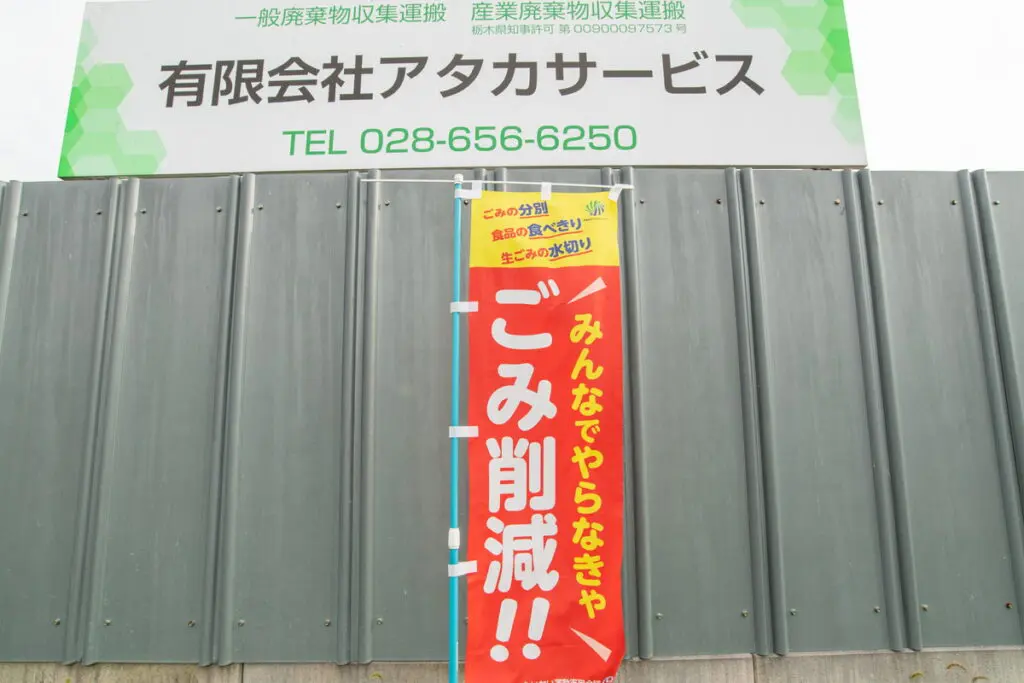 一般廃棄物収集運搬　産業廃棄物収集運搬
栃木県知事許可 第 00900097573 号
有限会社アタカサービス
TEL 028-656-6250
ごみの分別
食品の食べきり
生ごみの水切り
みんなでやらなきゃ
ごみ削減!!